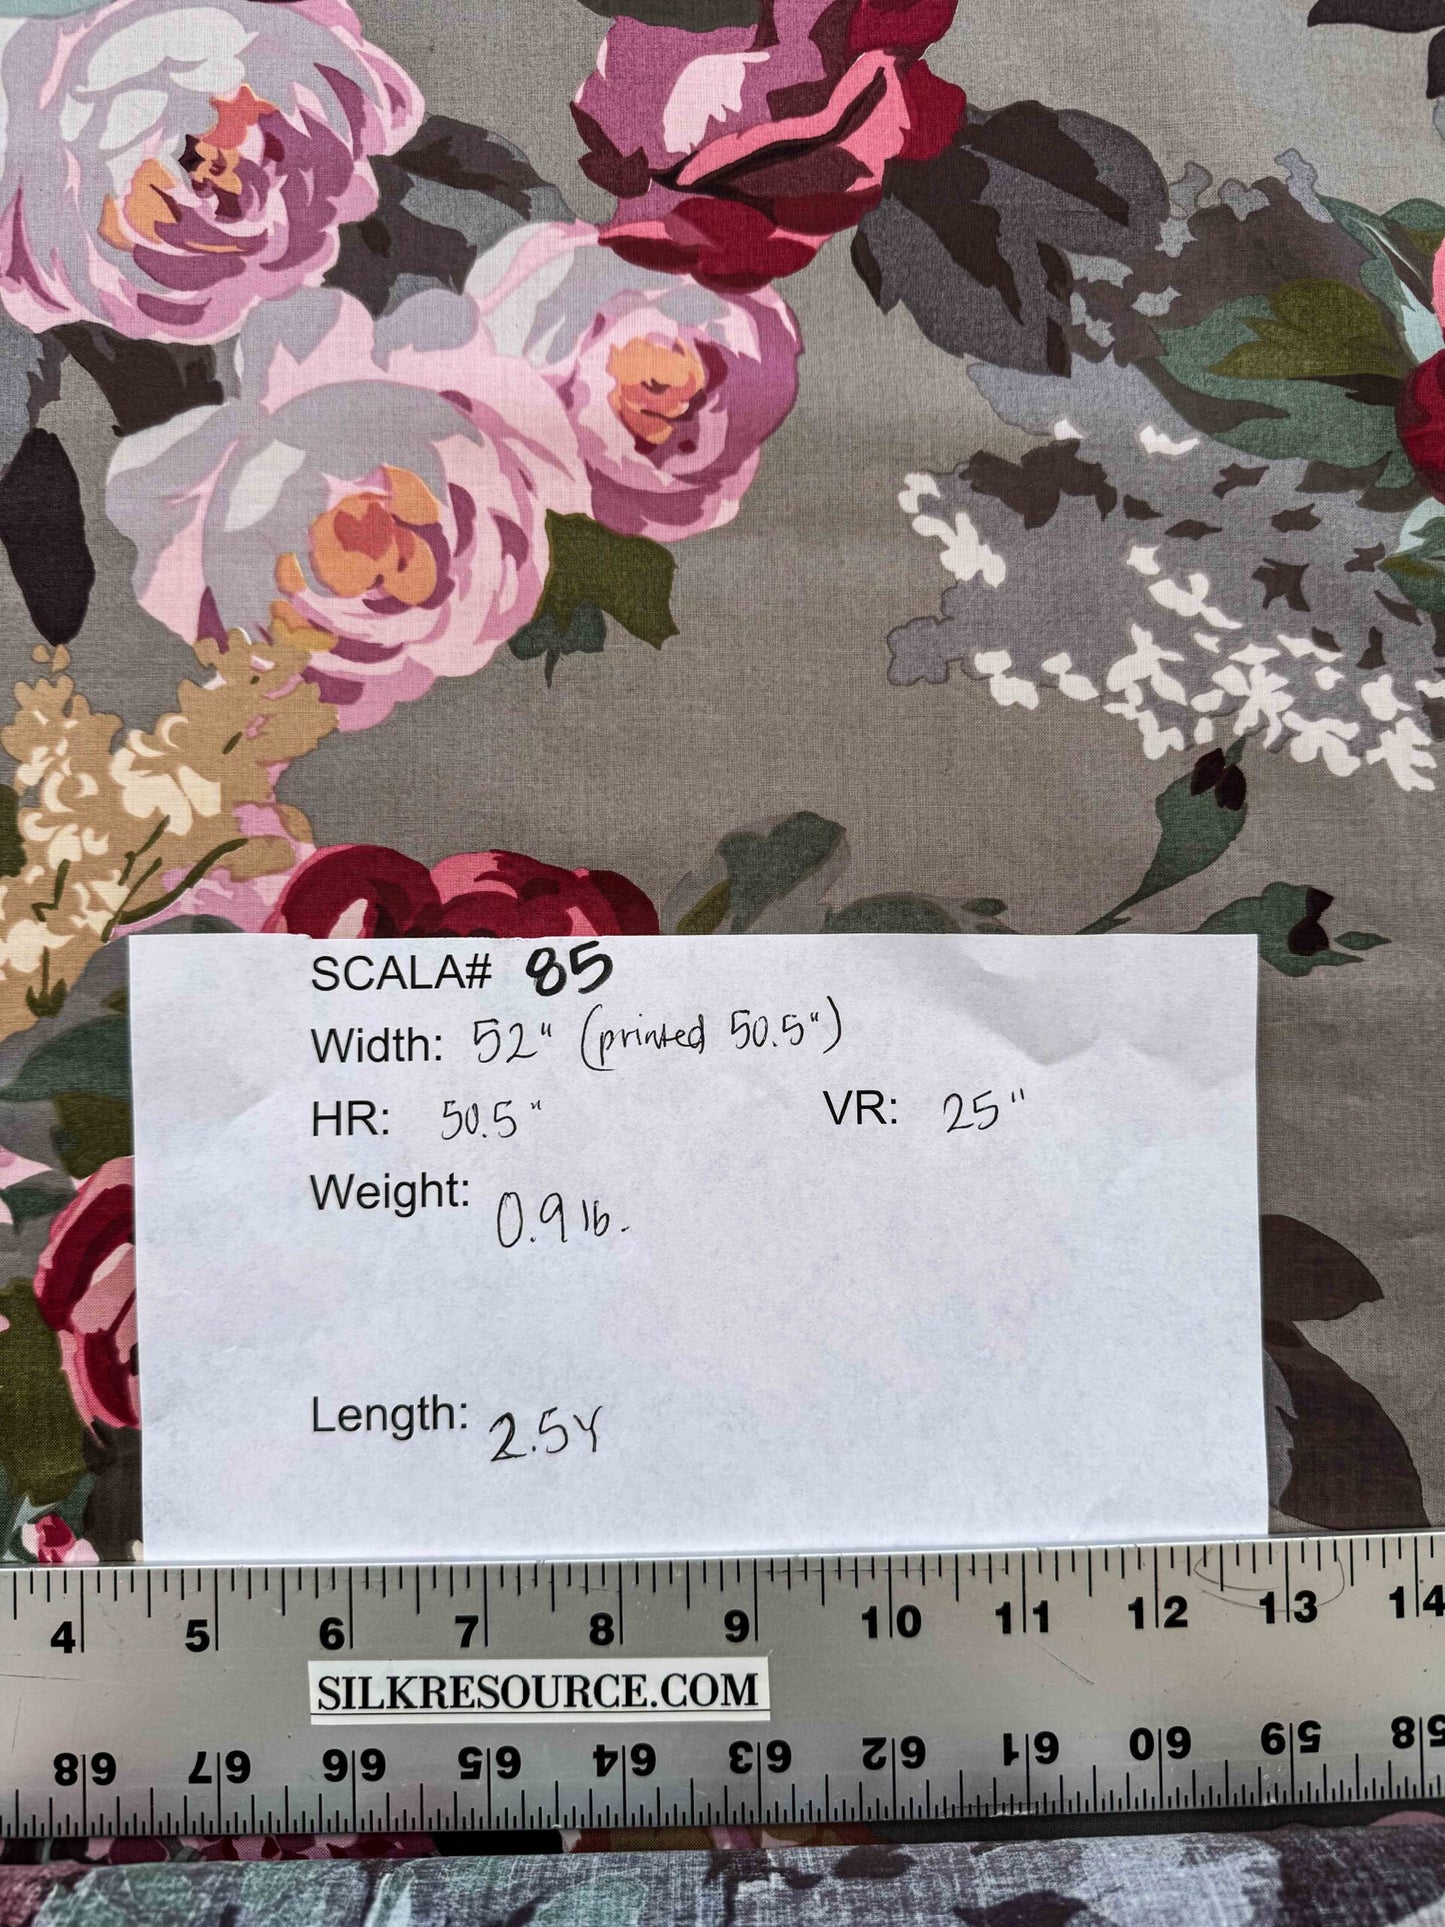 SCALA# 85
Width: 52" (printed 50.5")
HR: 50.5" VR: 25"
Weight: 0.9 lb.
Length: 2.5Y
4 5 6 7 8 9 10 11 12 13 14
SILKRESOURCE.COM
68 67 66 65 64 63 62 61 60 59 58